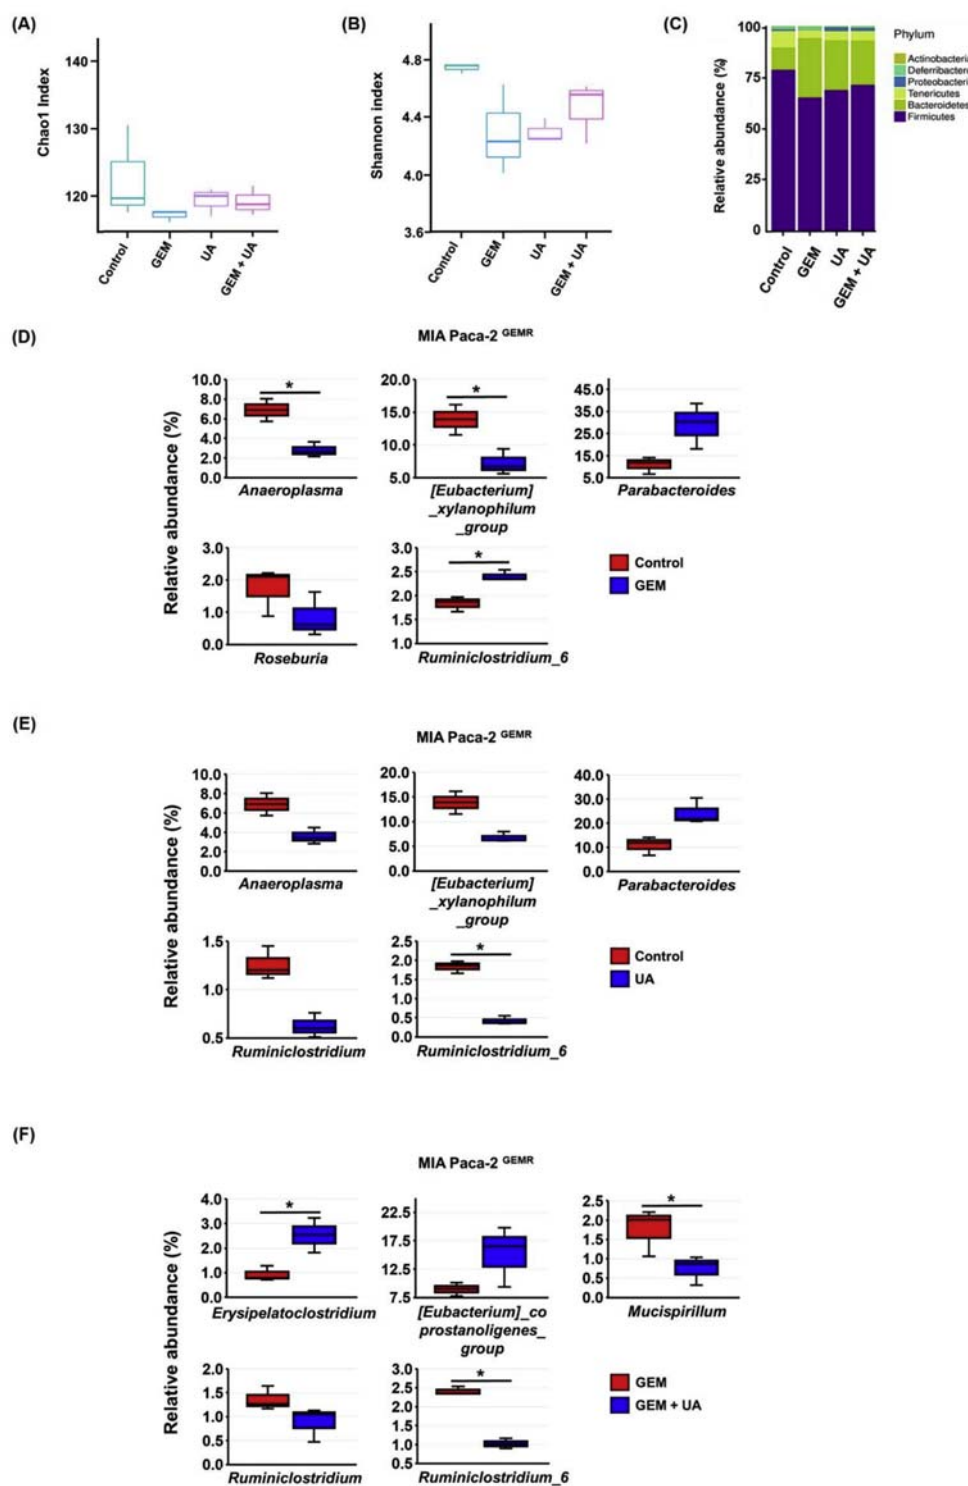 (A)
Chao1 Index
140
130
120
Control
GEM
UA
GEM + UA
(B)
Shannon index
4.8
4.4
4.0
3.6
Control
GEM
UA
GEM + UA
(C)
Relative abundance (%)
100
75
50
25
0
Control
GEM
UA
GEM + UA
Phylum
Actinobacteria
Deferribacter
Proteobacteri
Tenericutes
Bacteroidetes
Firmicutes
(D)
MIA Paca-2 GEMR
Relative abundance (%)
10.0
8.0
6.0
4.0
2.0
0.0
*
Anaeroplasma
20.0
15.0
10.0
5.0
*
[Eubacterium]
_xylanophilum
_group
45.0
35.0
25.0
15.0
5.0
Parabacteroides
3.0
2.0
1.0
0.0
Roseburia
3.0
2.5
2.0
1.5
1.0
*
Ruminiclostridium_6
Control
GEM
(E)
MIA Paca-2 GEMR
Relative abundance (%)
10.0
8.0
6.0
4.0
2.0
0.0
Anaeroplasma
20.0
15.0
10.0
5.0
0.0
[Eubacterium]
_xylanophilum
_group
40.0
30.0
20.0
10.0
0.0
Parabacteroides
1.5
1.0
0.5
Ruminiclostridium
2.5
2.0
1.5
1.0
0.5
0.0
*
Ruminiclostridium_6
Control
UA
(F)
MIA Paca-2 GEMR
Relative abundance (%)
4.0
3.0
2.0
1.0
0.0
*
Erysipelatoclostridium
22.5
17.5
12.5
7.5
[Eubacterium]_co
prostanoligenes_
group
2.5
2.0
1.5
1.0
0.5
0.0
*
Mucispirillum
2.0
1.5
1.0
0.5
0.0
Ruminiclostridium
3.0
2.5
2.0
1.5
1.0
0.5
*
Ruminiclostridium_6
GEM
GEM + UA